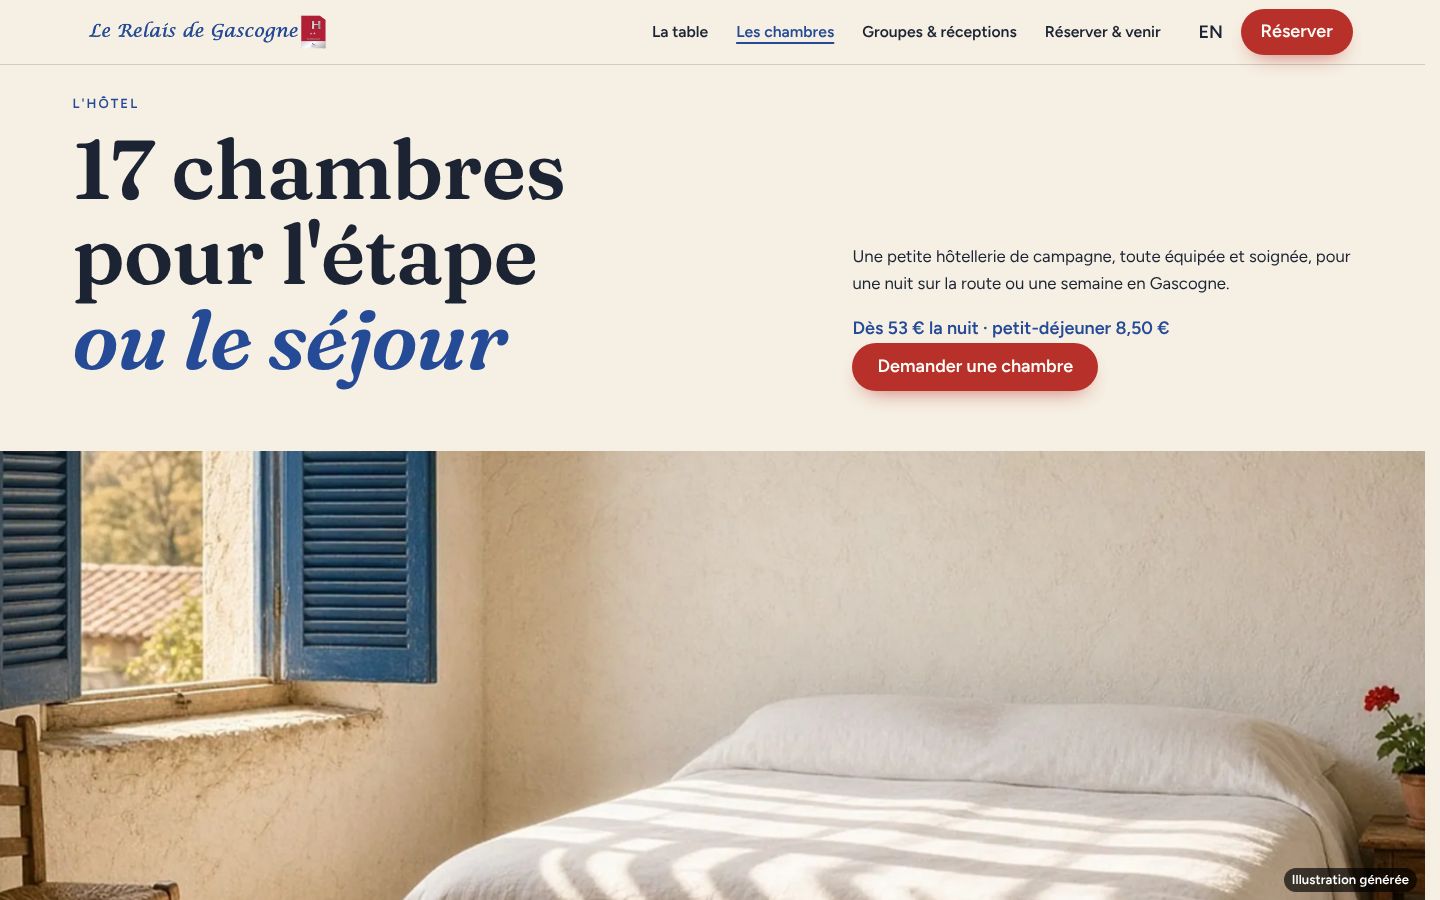 Le Relais de Gascogne
H
La table
Les chambres
Groupes & réceptions
Réserver & venir
EN
Réserver
L'HÔTEL
17 chambres
pour l'étape
ou le séjour
Une petite hôtellerie de campagne, toute équipée et soignée, pour
une nuit sur la route ou une semaine en Gascogne.
Dès 53 € la nuit · petit-déjeuner 8,50 €
Demander une chambre
Illustration générée